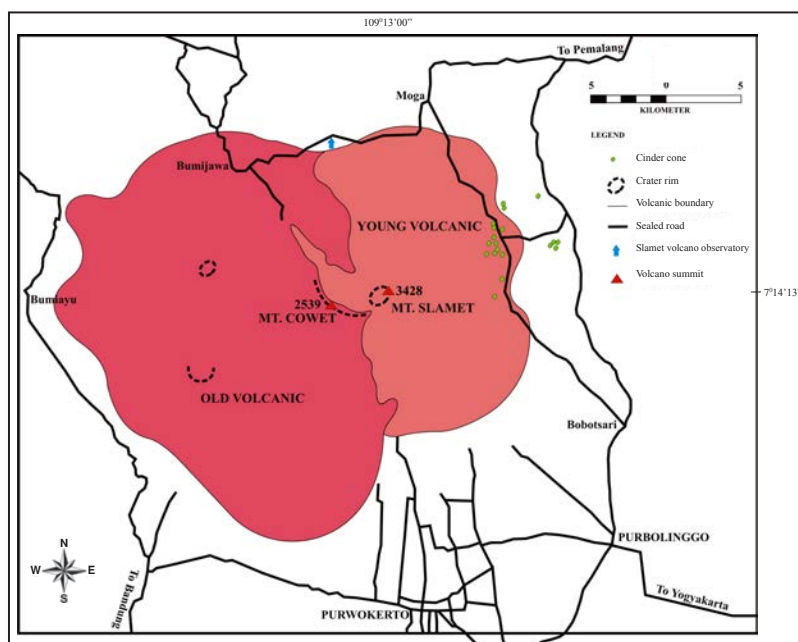 109°13'00"
To Pemalang
5 0 5
KILOMETER
Moga
LEGEND
Cinder cone
Crater rim
Volcanic boundary
Sealed road
Slamet volcano observatory
Volcano summit
Bumijawa
YOUNG VOLCANIC
7°14'13
3428
MT. SLAMET
2539
MT. COWET
Bumiayu
OLD VOLCANIC
Bobotsari
PURBOLINGGO
N
W E
S
To Bandung
PURWOKERTO
To Yogyakarta